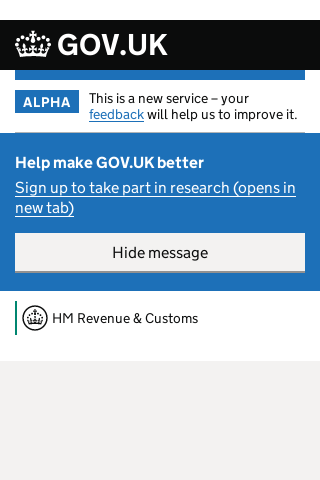 GOV.UK
ALPHA
This is a new service – your
feedback will help us to improve it.
Help make GOV.UK better
Sign up to take part in research (opens in
new tab)
Hide message
HM Revenue & Customs